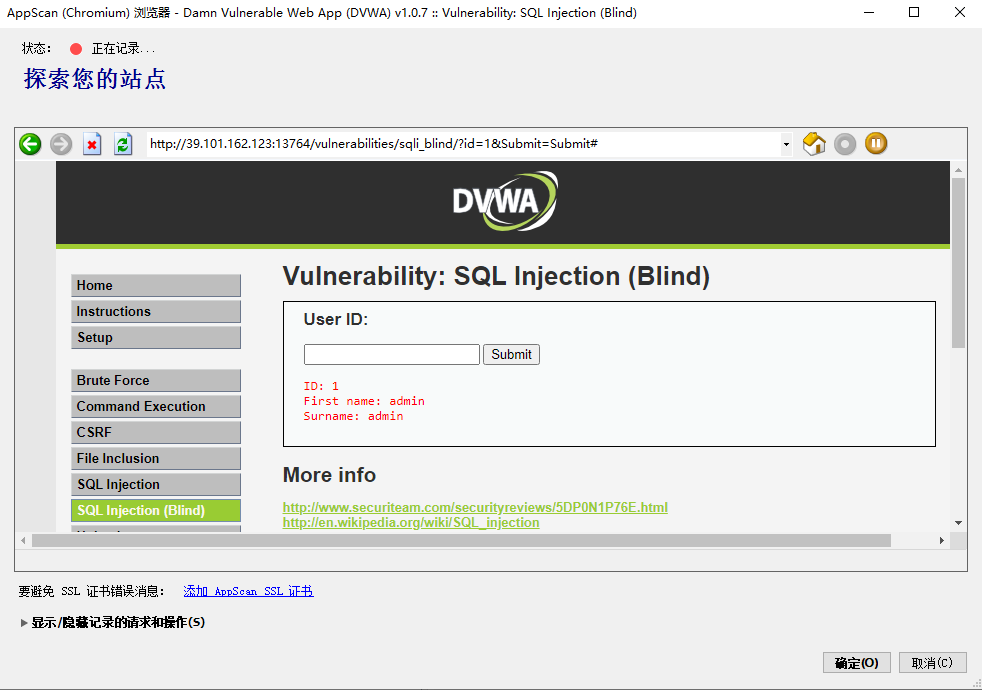 AppScan (Chromium) 浏览器 - Damn Vulnerable Web App (DVWA) v1.0.7 :: Vulnerability: SQL Injection (Blind)
状态： 正在记录...
探索您的站点
http://39.101.162.123:13764/vulnerabilities/sqli_blind/?id=1&Submit=Submit#
DVWA
Home
Instructions
Setup
Brute Force
Command Execution
CSRF
File Inclusion
SQL Injection
SQL Injection (Blind)
Vulnerability: SQL Injection (Blind)
User ID:
Submit
ID: 1
First name: admin
Surname: admin
More info
http://www.securiteam.com/securityreviews/5DP0N1P76E.html
http://en.wikipedia.org/wiki/SQL_injection
要避免 SSL 证书错误消息： 添加 AppScan SSL 证书
显示/隐藏记录的请求和操作(S)
确定(O) 取消(C)